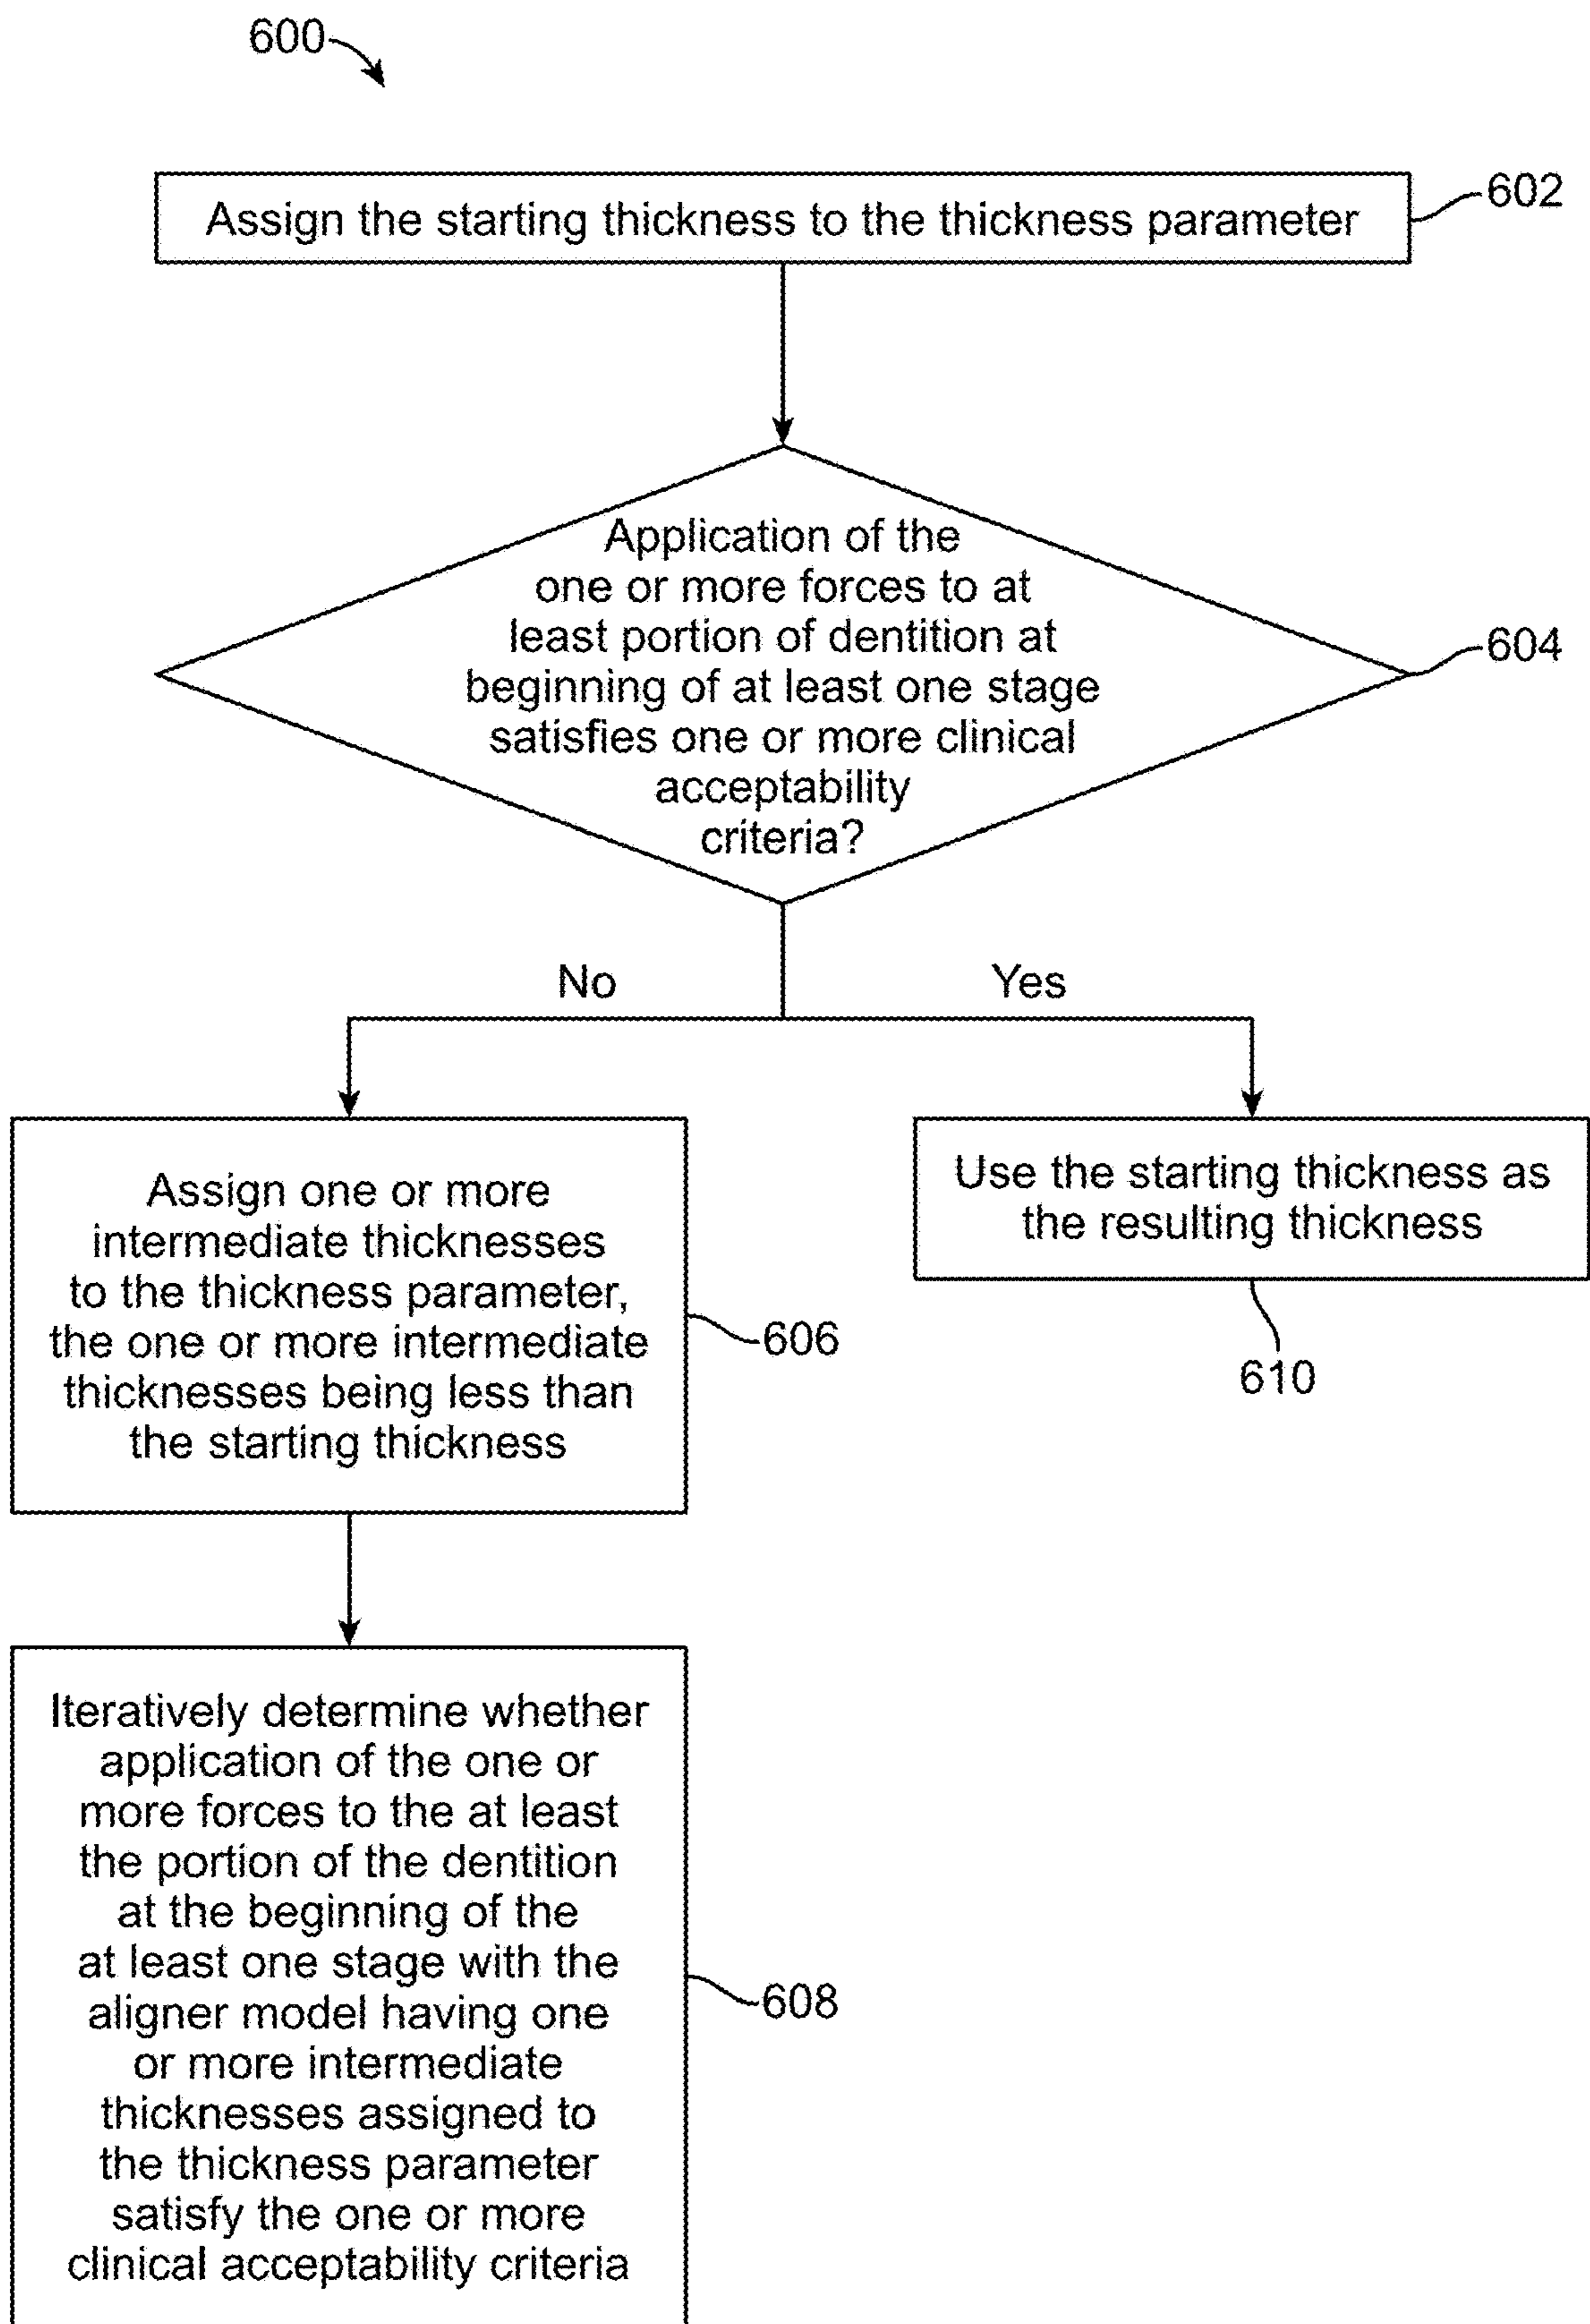 600
Assign the starting thickness to the thickness parameter
602
Application of the
one or more forces to at
least portion of dentition at
beginning of at least one stage
satisfies one or more clinical
acceptability
criteria?
604
No
Yes
Assign one or more
intermediate thicknesses
to the thickness parameter,
the one or more intermediate
thicknesses being less than
the starting thickness
606
Use the starting thickness as
the resulting thickness
610
Iteratively determine whether
application of the one or
more forces to the at least
the portion of the dentition
at the beginning of the
at least one stage with the
aligner model having one
or more intermediate
thicknesses assigned to
the thickness parameter
satisfy the one or more
clinical acceptability criteria
608